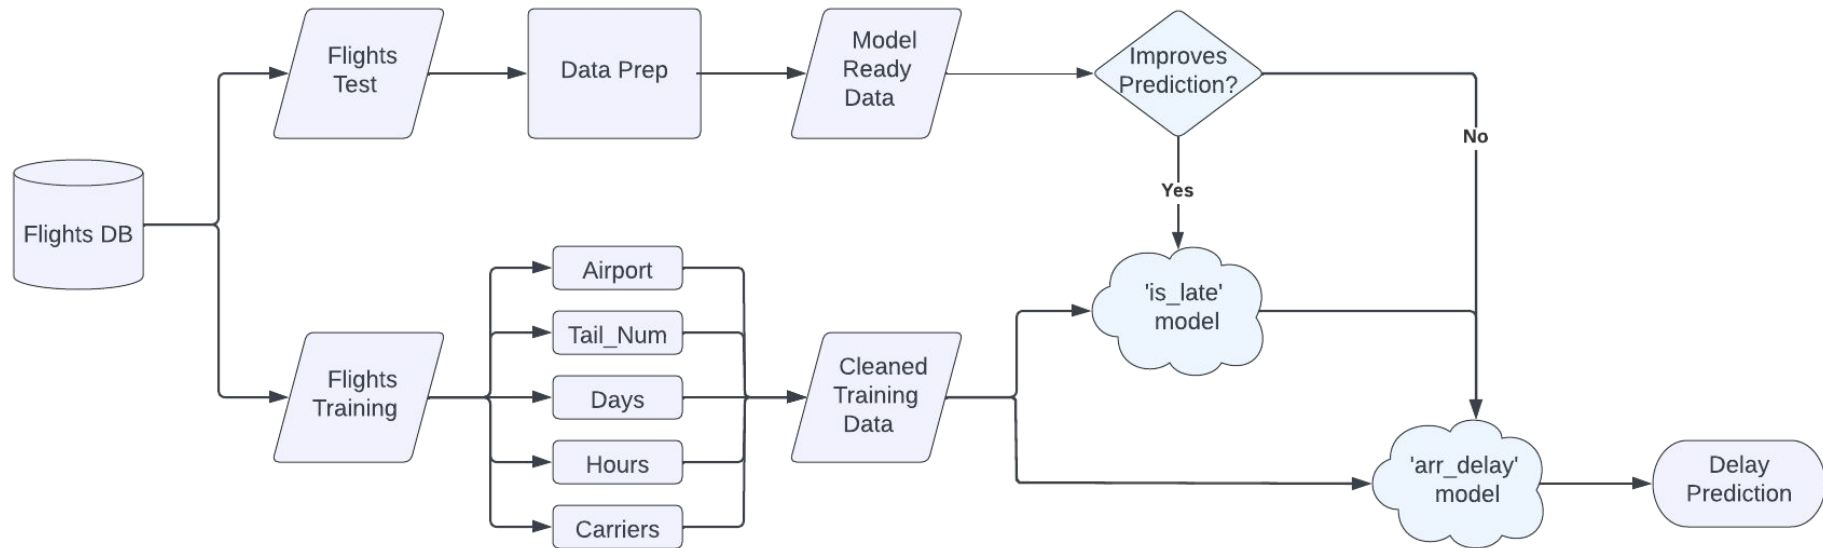 Flights
Test
Data Prep
Model
Ready
Data
Improves
Prediction?
No
Yes
Flights DB
Airport
Tail_Num
Days
Hours
Carriers
Flights
Training
Cleaned
Training
Data
'is_late'
model
'arr_delay'
model
Delay
Prediction